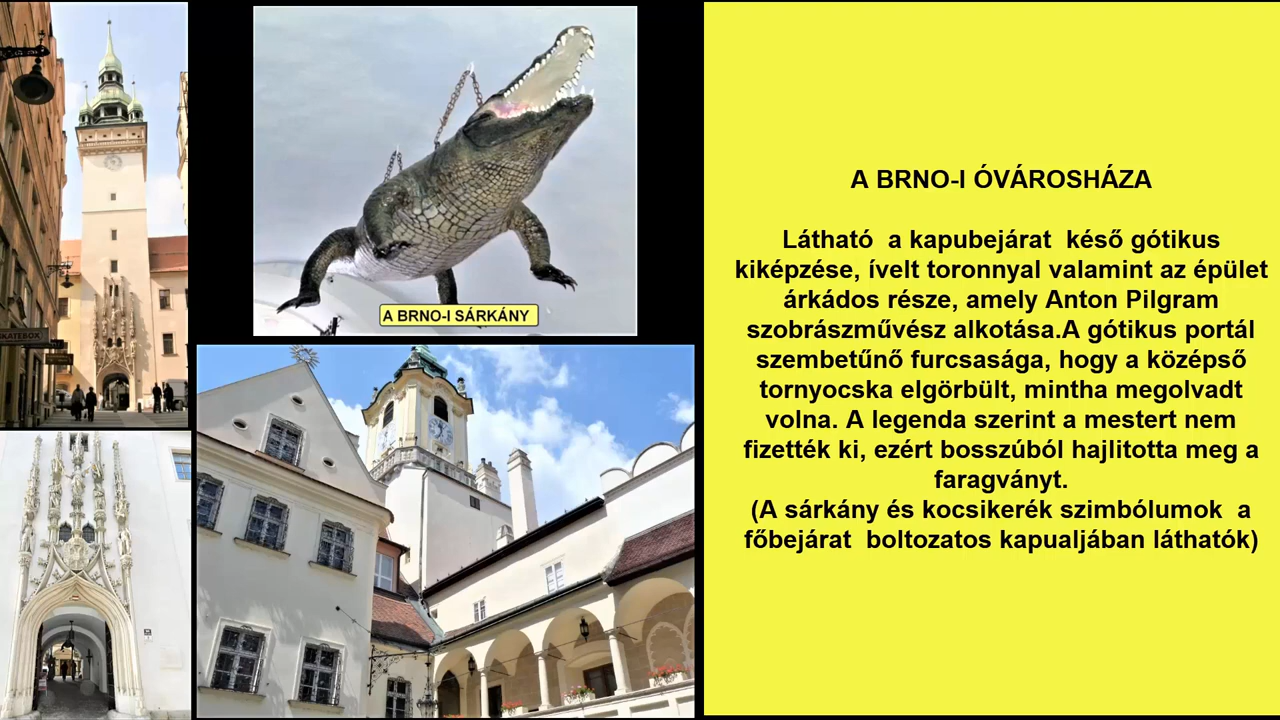 A BRNO-I SÁRKÁNY
KATEBOX
A BRNO-I ÓVÁROSHÁZA
Látható  a kapubejárat  késő gótikus
kiképzése, ívelt toronnyal valamint az épület
árkádos része, amely Anton Pilgram
szobrászművész alkotása.A gótikus portál
szembetűnő furcsasága, hogy a középső
tornyocska elgörbült, mintha megolvadt
volna. A legenda szerint a mestert nem
fizették ki, ezért bosszúból hajlitotta meg a
faragványt.
(A sárkány és kocsikerék szimbólumok  a
főbejárat  boltozatos kapualjában láthatók)